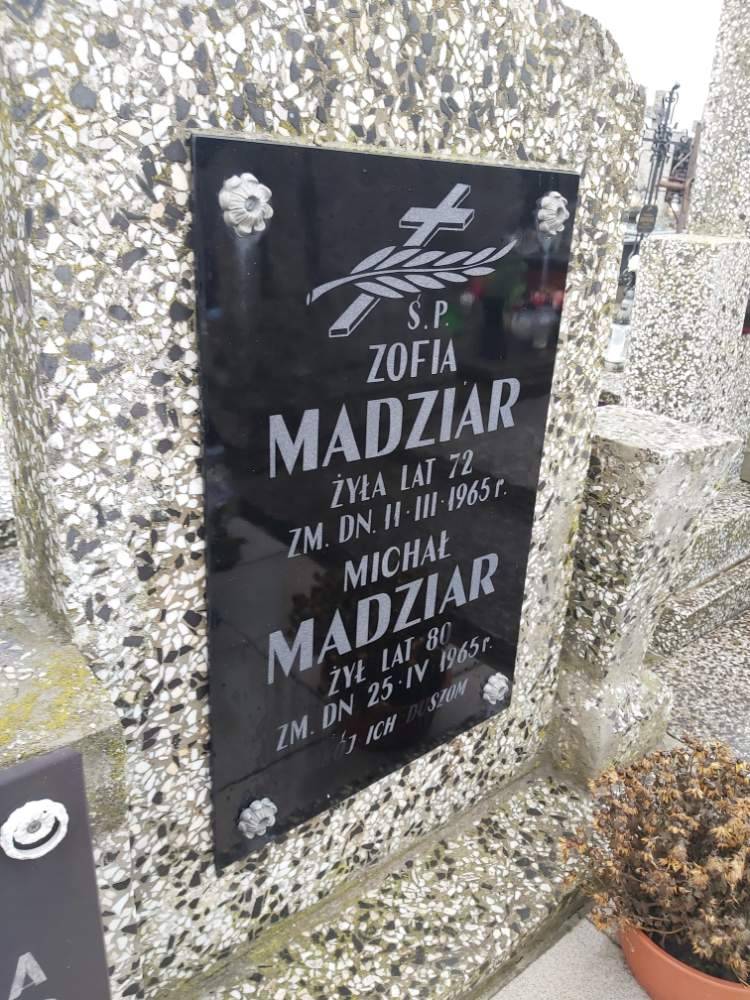 Ś.P.
ZOFIA
MADZIAR
ŻYŁA LAT 72
ZM. DN. 11·III·1965 r.
MICHAŁ
MADZIAR
ŻYŁ LAT 80
ZM. DN 25·IV 1965 r.
ICH DUSZOM
A